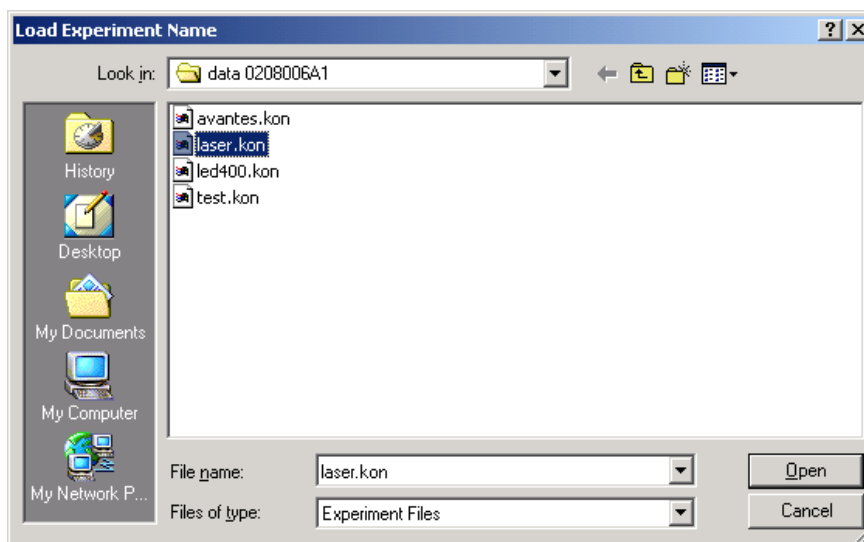 Load Experiment Name
Look in: data 0208006A1
avantes.kon
laser.kon
led400.kon
test.kon
History
Desktop
My Documents
My Computer
My Network P...
File name: laser.kon
Open
Files of type: Experiment Files
Cancel